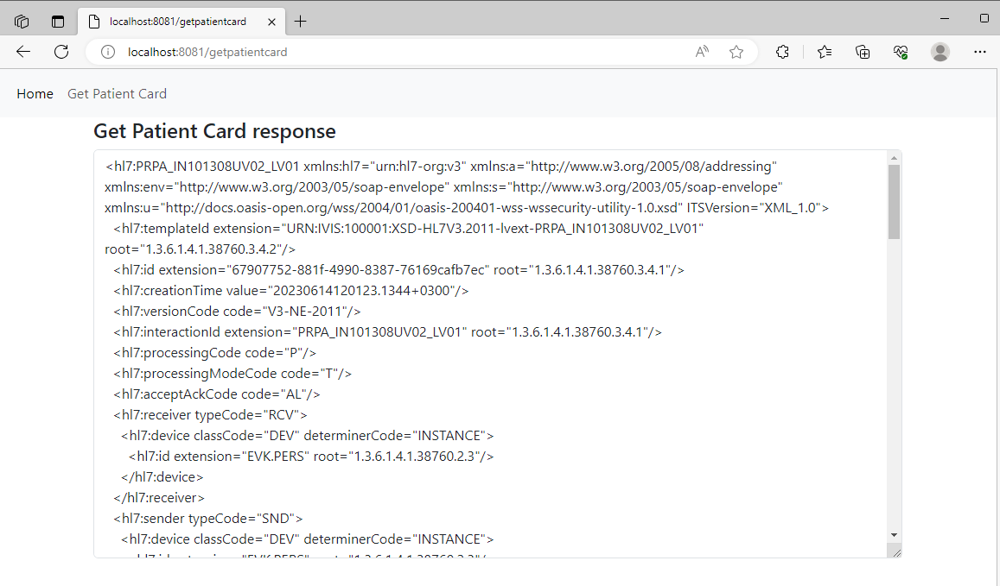 localhost:8081/getpatientcard
localhost:8081/getpatientcard
Home Get Patient Card
Get Patient Card response
<hl7:PRPA_IN101308UV02_LV01 xmlns:hl7="urn:hl7-org:v3" xmlns:a="http://www.w3.org/2005/08/addressing"
xmlns:env="http://www.w3.org/2003/05/soap-envelope" xmlns:s="http://www.w3.org/2003/05/soap-envelope"
xmlns:u="http://docs.oasis-open.org/wss/2004/01/oasis-200401-wss-wssecurity-utility-1.0.xsd" ITSVersion="XML_1.0">
<hl7:templateId extension="URN:IVIS:100001:XSD-HL7V3.2011-lvext-PRPA_IN101308UV02_LV01"
root="1.3.6.1.4.1.38760.3.4.2"/>
<hl7:id extension="67907752-881f-4990-8387-76169cafb7ec" root="1.3.6.1.4.1.38760.3.4.1"/>
<hl7:creationTime value="20230614120123.1344+0300"/>
<hl7:versionCode code="V3-NE-2011"/>
<hl7:interactionId extension="PRPA_IN101308UV02_LV01" root="1.3.6.1.4.1.38760.3.4.1"/>
<hl7:processingCode code="P"/>
<hl7:processingModeCode code="T"/>
<hl7:acceptAckCode code="AL"/>
<hl7:receiver typeCode="RCV">
<hl7:device classCode="DEV" determinerCode="INSTANCE">
<hl7:id extension="EVK.PERS" root="1.3.6.1.4.1.38760.2.3"/>
</hl7:device>
</hl7:receiver>
<hl7:sender typeCode="SND">
<hl7:device classCode="DEV" determinerCode="INSTANCE">